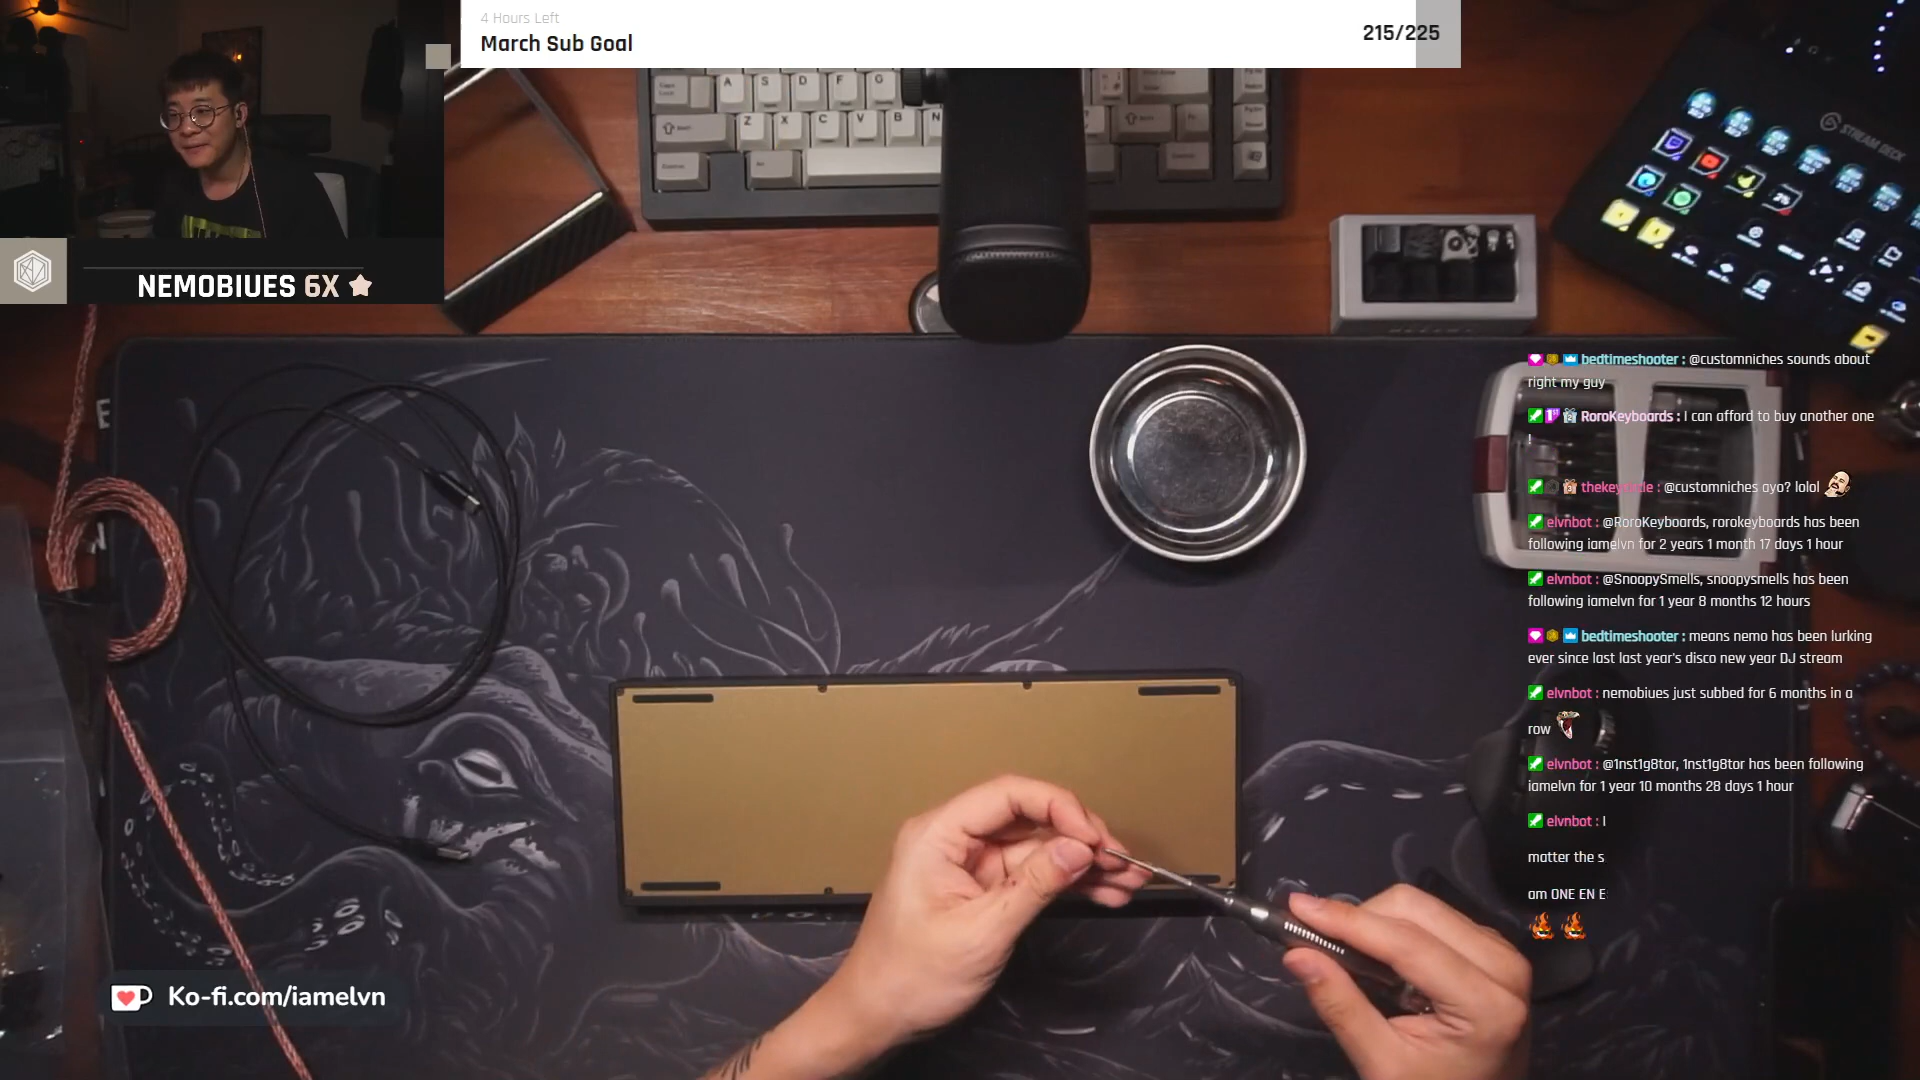 4 Hours Left
March Sub Goal
215/225
A S D F G
Z X C V B N
STREAM DECK
NEMOBIUES 6X
bedtimeshooter : @customniches sounds about
right my guy
RoroKeyboards : I can afford to buy another one
!
: @customniches ayo? lolol
elvnbot : @RoroKeyboards, rorokeyboards has been
following iamelvn for 2 years 1 month 17 days 1 hour
elvnbot : @SnoopySmells, snoopysmells has been
following iamelvn for 1 year 8 months 12 hours
bedtimeshooter : means nemo has been lurking
ever since last last year's disco new year DJ stream
elvnbot : nemobiues just subbed for 6 months in a
row
elvnbot : @1nst1g8tor, 1nst1g8tor has been following
iamelvn for 1 year 10 months 28 days 1 hour
elvnbot : I
matter the s
am ONE EN E
Ko-fi.com/iamelvn